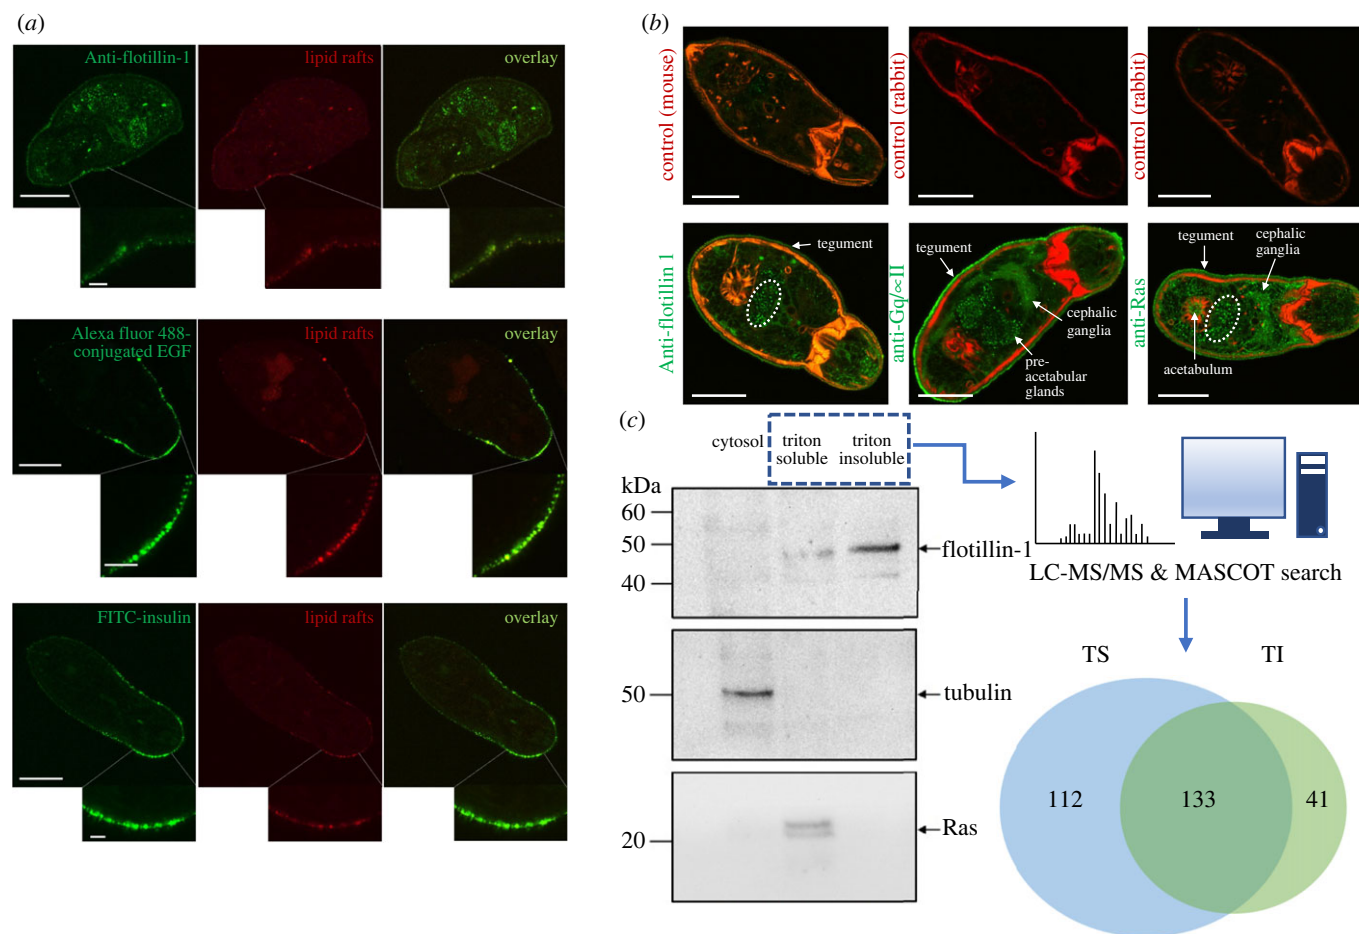 (a)
Anti-flotillin-1
lipid rafts
overlay
Alexa fluor 488-
conjugated EGF
lipid rafts
overlay
FITC-insulin
lipid rafts
overlay
(b)
control (mouse)
control (rabbit)
control (rabbit)
Anti-flotillin 1
tegument
anti-Gq/∝II
tegument
cephalic
ganglia
pre-
acetabular
glands
anti-Ras
tegument
cephalic
ganglia
acetabulum
(c)
cytosol
triton
soluble
triton
insoluble
kDa
60
50
40
flotillin-1
50
tubulin
20
Ras
LC-MS/MS & MASCOT search
TS
TI
112
133
41